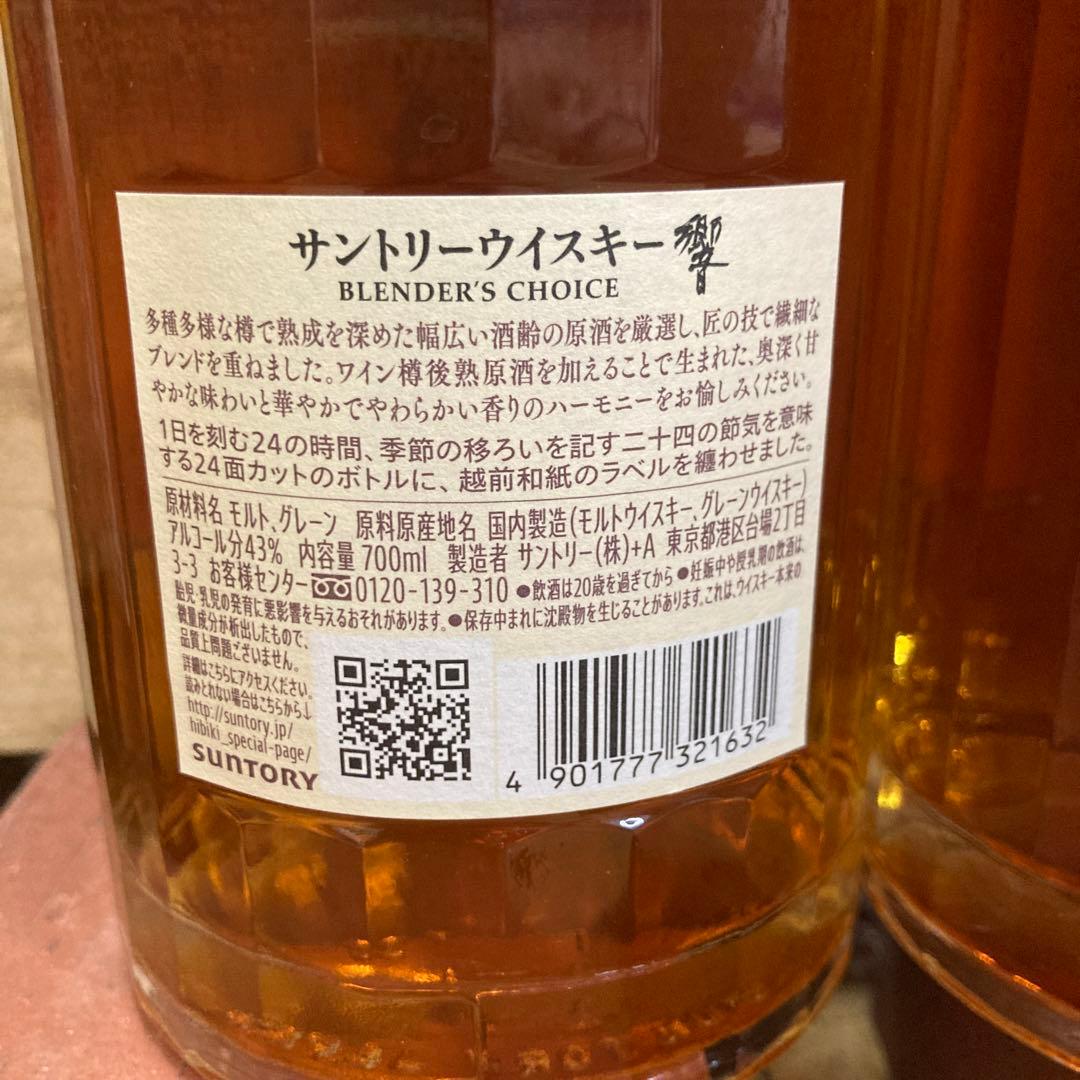 サントリーウイスキー 響
BLENDER'S CHOICE
多種多様な樽で熟成を深めた幅広い酒齢の原酒を厳選し、匠の技で繊細な
ブレンドを重ねました。ワイン樽後熟原酒を加えることで生まれた、奥深く甘
やかな味わいと華やかでやわらかい香りのハーモニーをお愉しみください。
1日を刻む24の時間、季節の移ろいを記す二十四の節気を意味
する24面カットのボトルに、越前和紙のラベルを纏わせました。
原材料名 モルト、グレーン 原料原産地名 国内製造(モルトウイスキー、グレーンウイスキー)
アルコール分43% 内容量 700ml 製造者 サントリー(株)+A 東京都港区台場2丁目
3-3 お客様センター 0120-139-310 ●飲酒は20歳を過ぎてから ●妊娠中や授乳期の飲酒は、
胎児・乳児の発育に悪影響を与えるおそれがあります。●保存中まれに沈殿物を生じることがあります。これは、ウイスキー本来の
微量成分が析出したもので、
品質上問題ございません。
詳細はこちらにアクセスください。
読みとれない場合はこちらから↓
http://suntory.jp/
hibiki_special-page/
SUNTORY
4 901777 321632